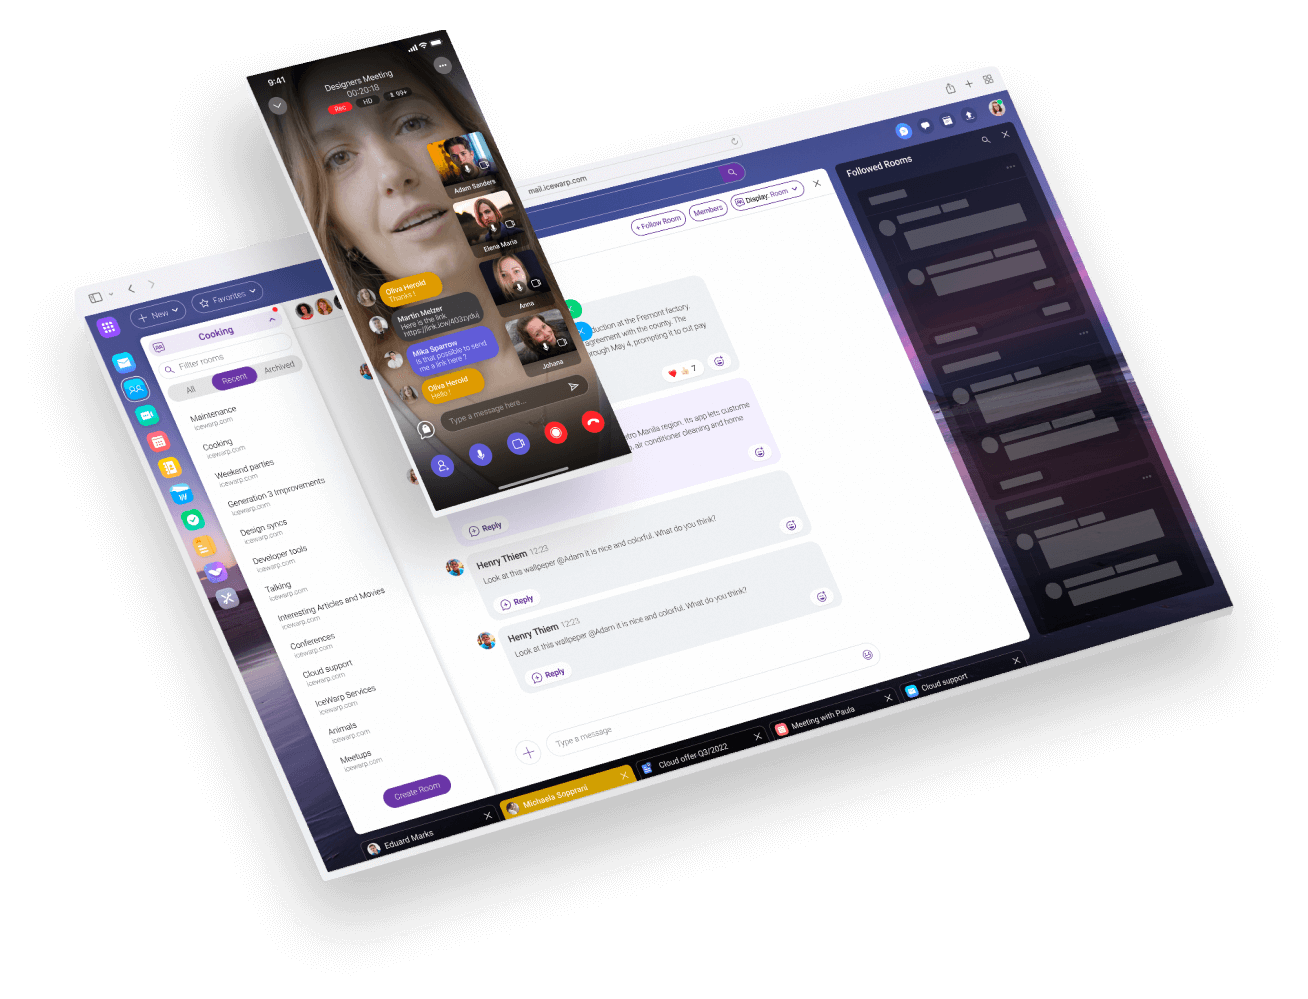 9:41
Designers Meeting
00:20:18
Rec
HD
99+
Adam Sanders
Elena Maria
Anna
Johana
Oliva Herold
Thanks !
Martin Melzer
Here is the link
https://link.icw/403zyduj
Mika Sparrow
Is that possible to send
me a link here ?
Oliva Herold
Hello !
Type a message here...
mail.icewarp.com
New
Favorites
Cooking
Filter rooms
All
Recent
Archived
Maintenance
icewarp.com
Cooking
icewarp.com
Weekend parties
icewarp.com
Generation 3 Improvements
icewarp.com
Design syncs
icewarp.com
Developer tools
icewarp.com
Talking
icewarp.com
Interesting Articles and Movies
icewarp.com
Conferences
icewarp.com
Cloud support
icewarp.com
IceWarp Services
icewarp.com
Animals
icewarp.com
Meetups
icewarp.com
Create Room
+ Follow Room
Members
Display: Room
Followed Rooms
duction at the Fremont factory.
agreement with the county. The
rough May 4, prompting it to cut pay
7
Manila region. Its app lets custome
air conditioner cleaning and home
Reply
Henry Thiem 12:23
Look at this wallpeper @Adam it is nice and colorful. What do you think?
Reply
Henry Thiem 12:23
Look at this wallpeper @Adam it is nice and colorful. What do you think?
Reply
Type a message
Eduard Marks
Michaela Sopprani
Cloud offer Q3/2022
Meeting with Paula
Cloud support
W